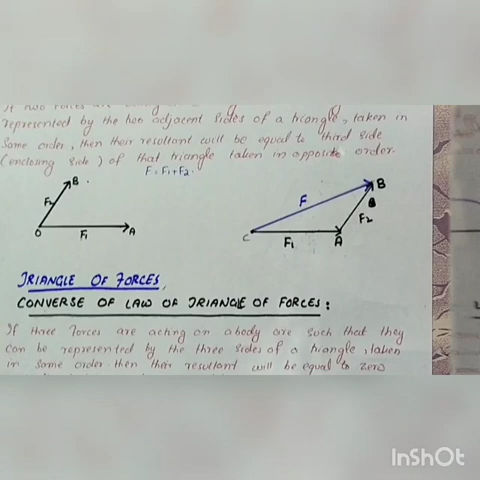 If two forces are
represented by the two adjacent sides of a triangle, taken in
same order, then their resultant will be equal to third side
(enclosing side) of that triangle taken in opposite order.
F = F1 + F2.
B
F2
O
F1
A
F
B
θ
F2
C
F1
A
TRIANGLE OF FORCES
CONVERSE OF LAW OF TRIANGLE OF FORCES:
If three forces are acting on a body are such that they
can be represented by the three sides of a triangle, taken
in same order then their resultant will be equal to zero
InShOt